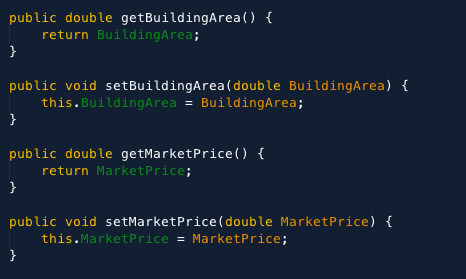 public double getBuildingArea() {
    return BuildingArea;
}

public void setBuildingArea(double BuildingArea) {
    this.BuildingArea = BuildingArea;
}

public double getMarketPrice() {
    return MarketPrice;
}

public void setMarketPrice(double MarketPrice) {
    this.MarketPrice = MarketPrice;
}